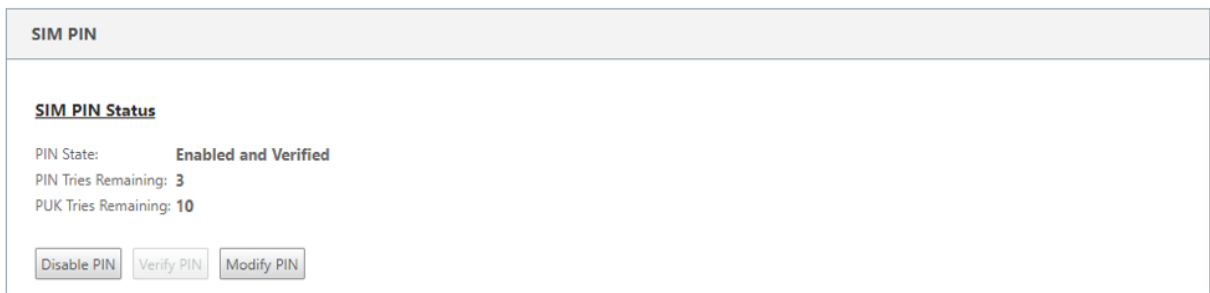 SIM PIN
SIM PIN Status
PIN State: Enabled and Verified
PIN Tries Remaining: 3
PUK Tries Remaining: 10
Disable PIN Verify PIN Modify PIN